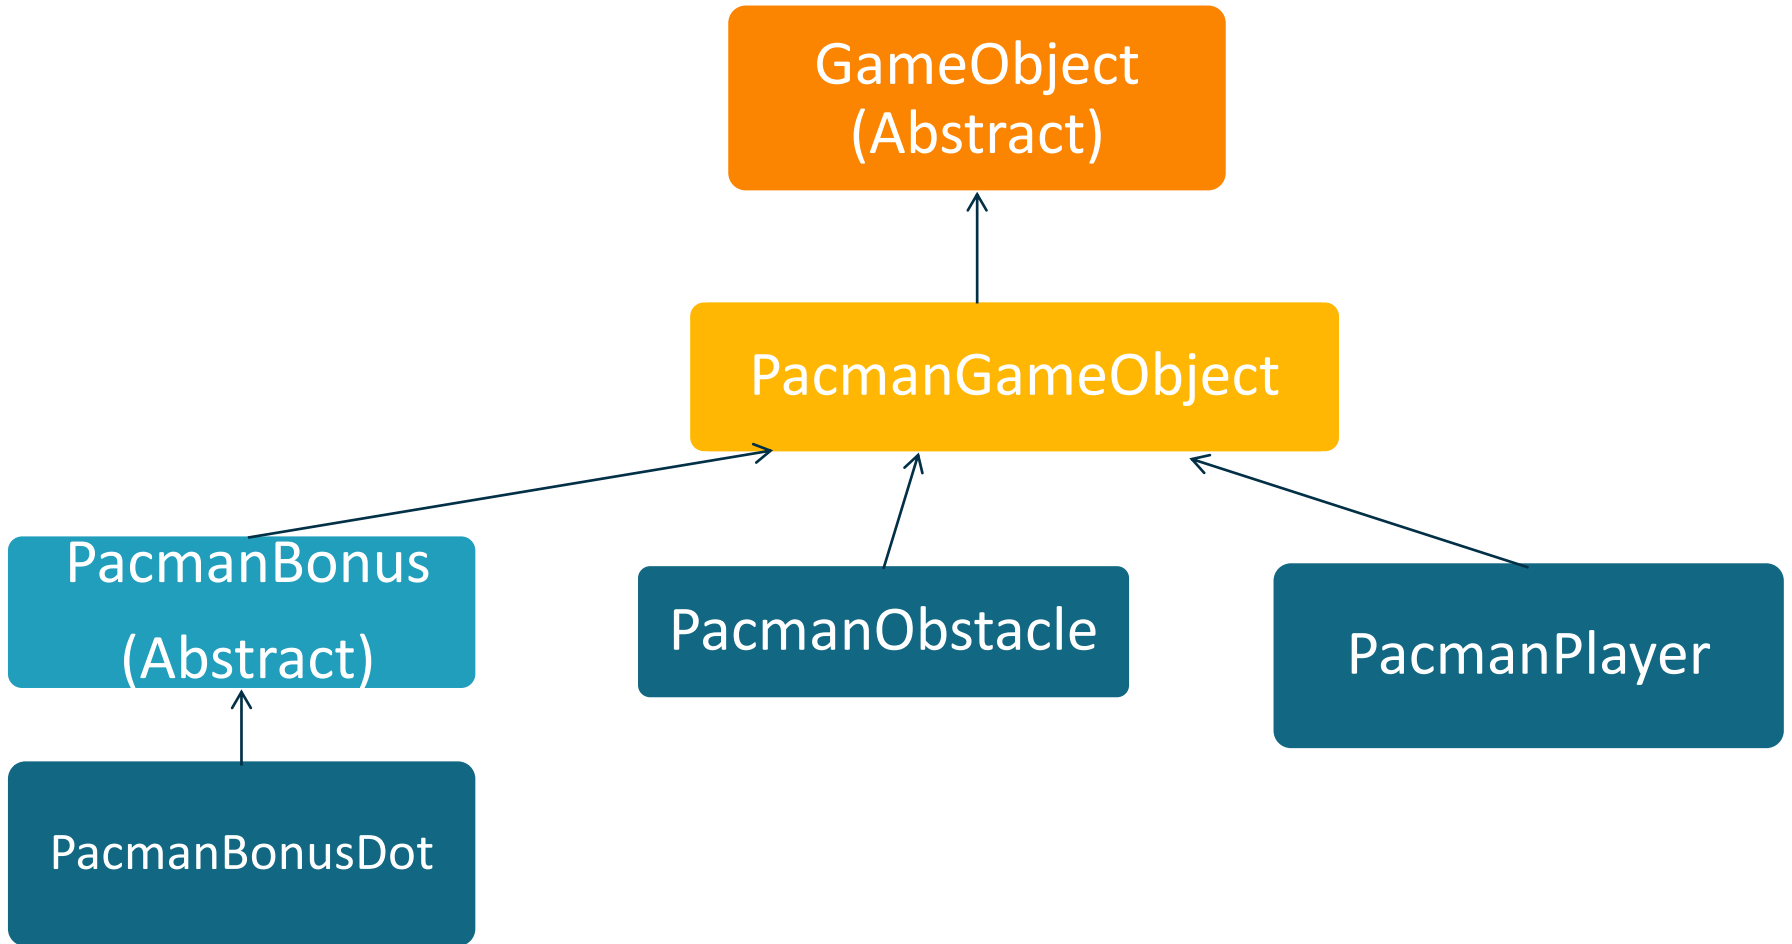 GameObject
(Abstract)
PacmanGameObject
PacmanBonus
(Abstract)
PacmanObstacle
PacmanPlayer
PacmanBonusDot